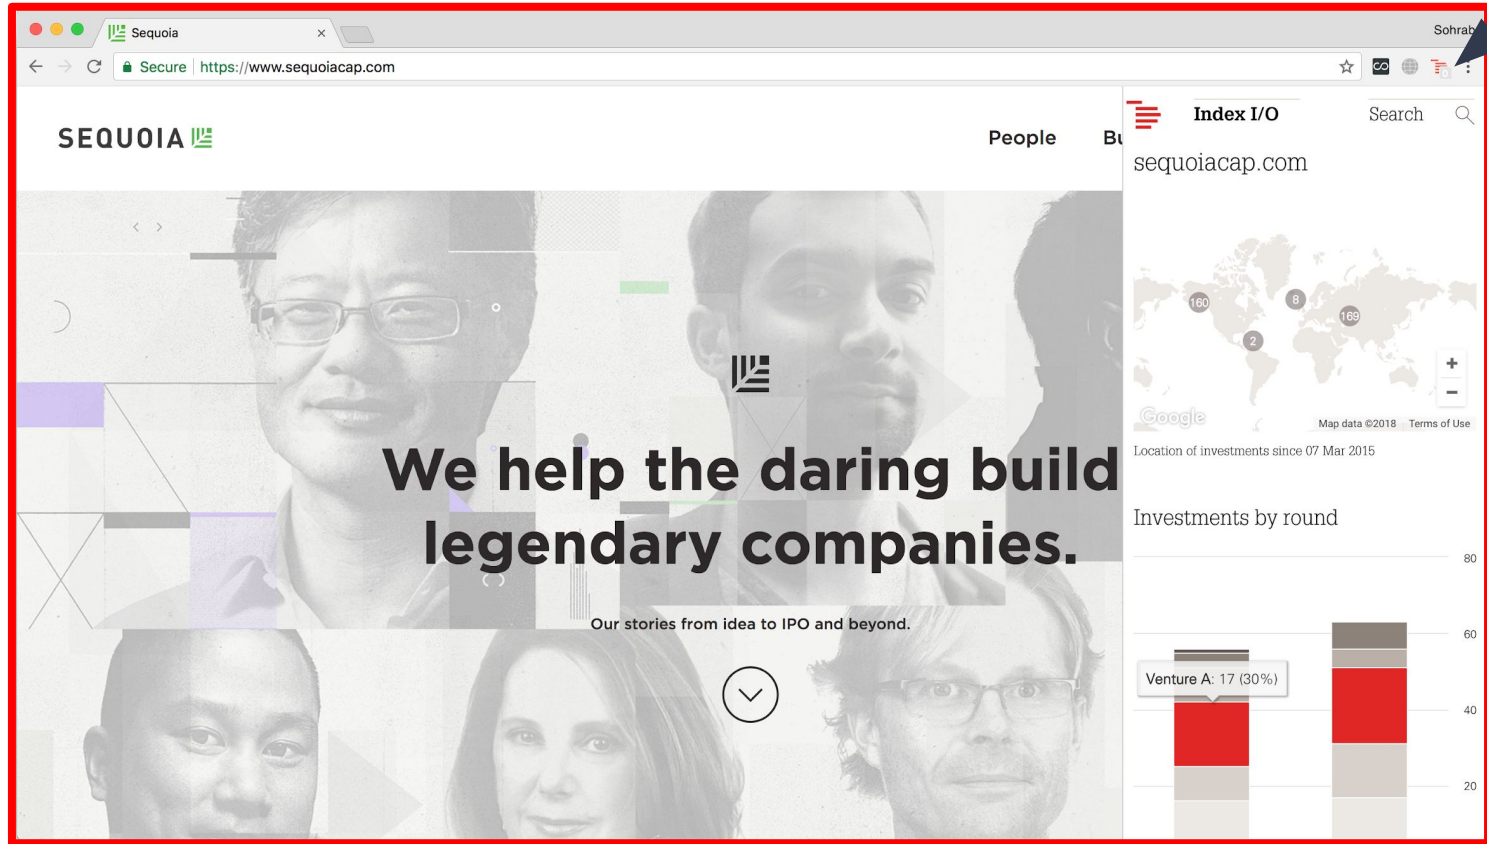 Sequoia
Sohrab
Secure https://www.sequoiacap.com
SEQUOIA
People
Index I/O
Search
sequoiacap.com
160
8
169
2
+
−
Google
Map data ©2018 Terms of Use
Location of investments since 07 Mar 2015
We help the daring build
legendary companies.
Our stories from idea to IPO and beyond.
Investments by round
80
60
Venture A: 17 (30%)
40
20